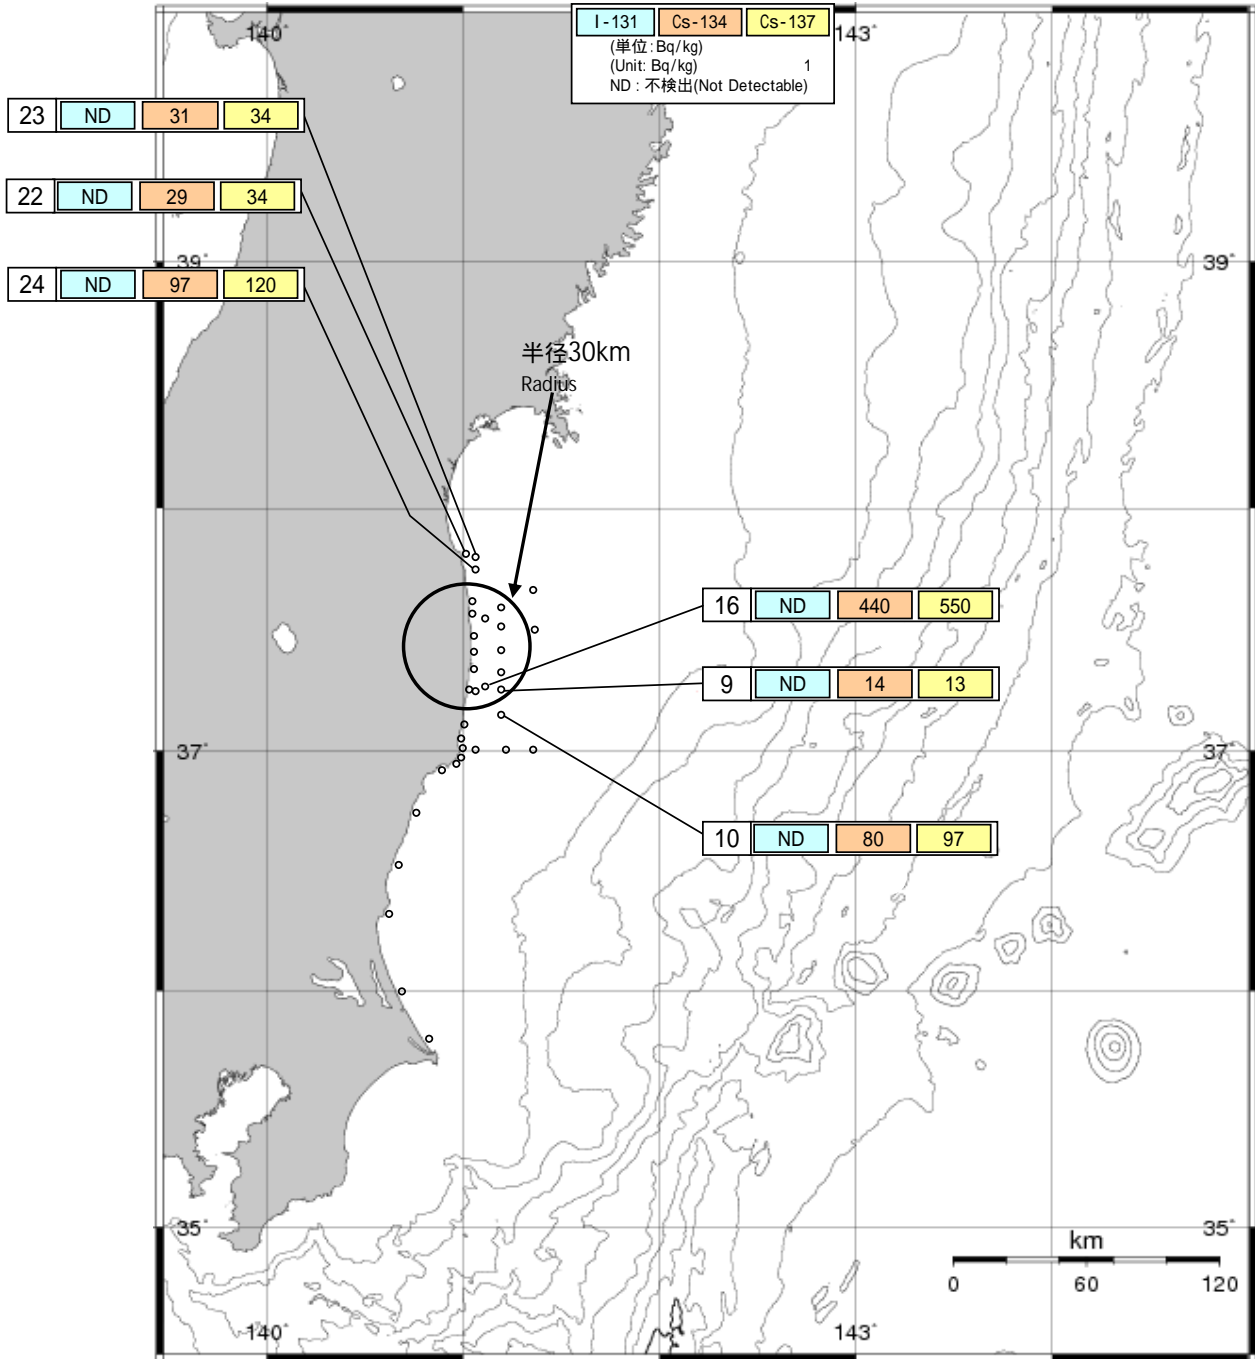 140°
I-131 Cs-134 Cs-137
143°
(単位:Bq/kg)
(Unit: Bq/kg) 1
ND : 不検出(Not Detectable)
23 ND 31 34
22 ND 29 34
39°
39°
24 ND 97 120
半径30km
Radius
16 ND 440 550
9 ND 14 13
37°
37°
10 ND 80 97
35°
35°
km
0 60 120
140°
143°